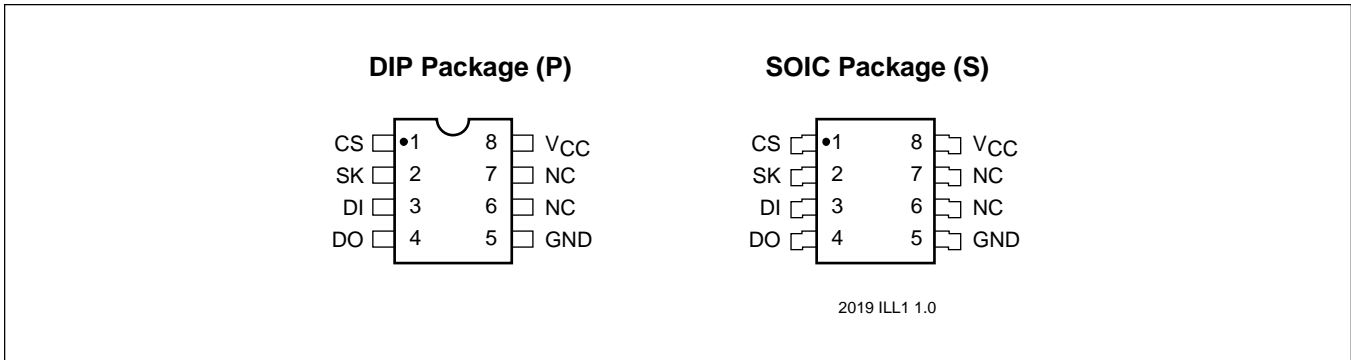 DIP Package (P) SOIC Package (S)
CS •1 8 VCC CS •1 8 VCC
SK 2 7 NC SK 2 7 NC
DI 3 6 NC DI 3 6 NC
DO 4 5 GND DO 4 5 GND
2019 ILL1 1.0